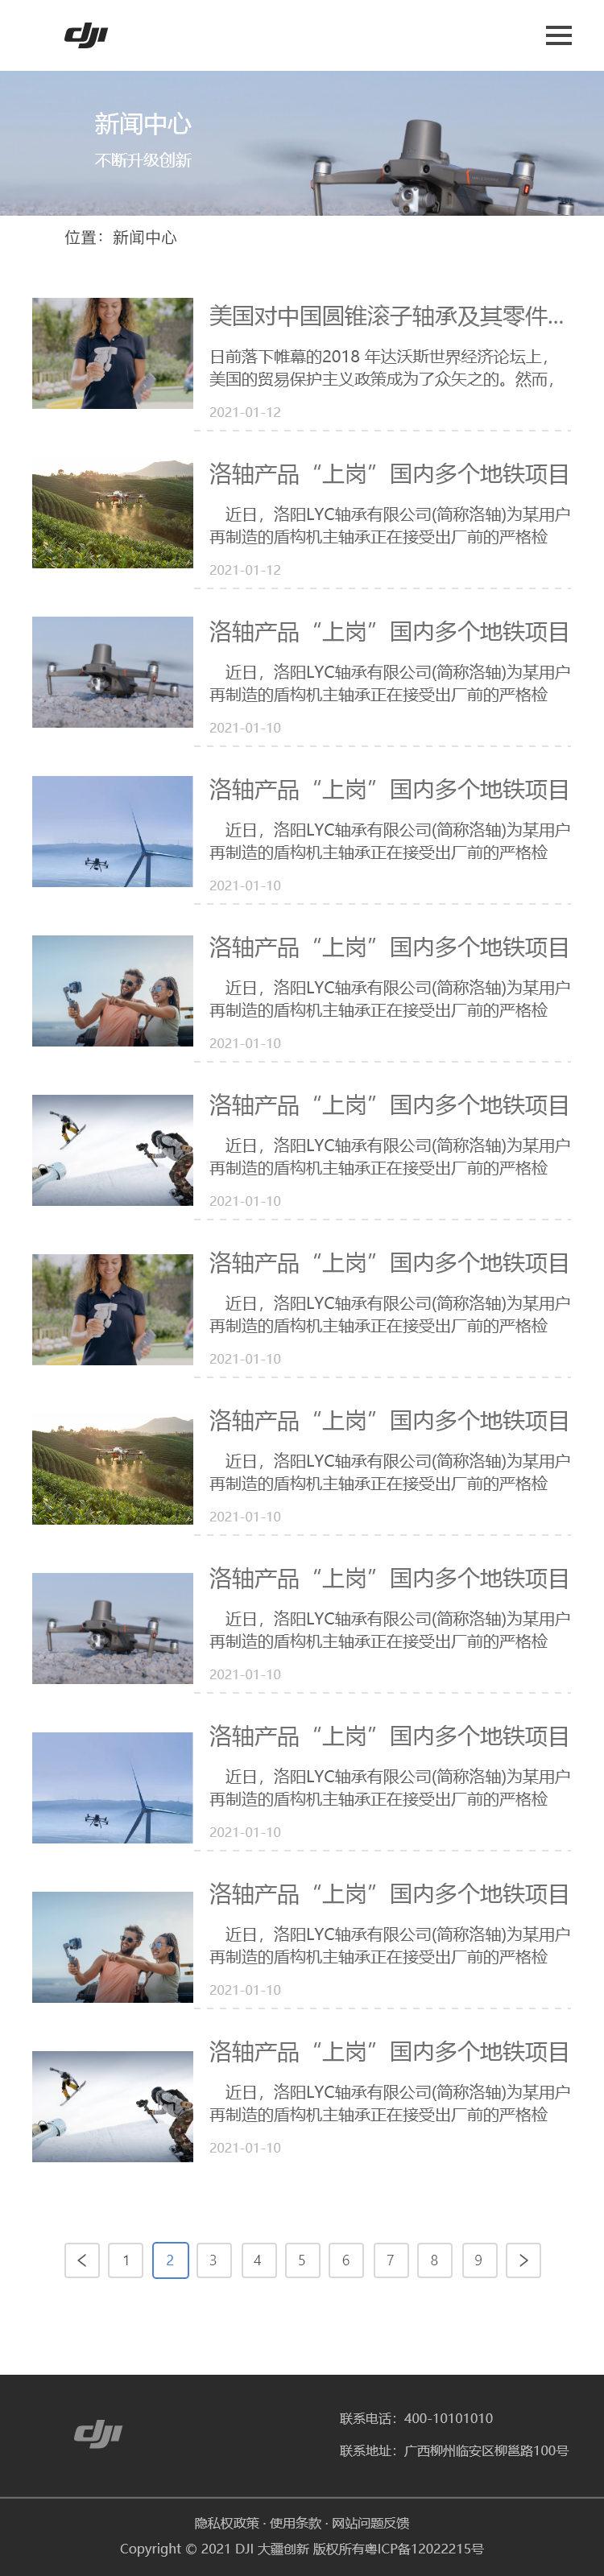 dji
新闻中心
不断升级创新
位置：新闻中心
美国对中国圆锥滚子轴承及其零件...
日前落下帷幕的2018 年达沃斯世界经济论坛上，
美国的贸易保护主义政策成为了众矢之的。然而，
2021-01-12
洛轴产品“上岗”国内多个地铁项目
近日，洛阳LYC轴承有限公司(简称洛轴)为某用户
再制造的盾构机主轴承正在接受出厂前的严格检
2021-01-12
洛轴产品“上岗”国内多个地铁项目
近日，洛阳LYC轴承有限公司(简称洛轴)为某用户
再制造的盾构机主轴承正在接受出厂前的严格检
2021-01-10
洛轴产品“上岗”国内多个地铁项目
近日，洛阳LYC轴承有限公司(简称洛轴)为某用户
再制造的盾构机主轴承正在接受出厂前的严格检
2021-01-10
洛轴产品“上岗”国内多个地铁项目
近日，洛阳LYC轴承有限公司(简称洛轴)为某用户
再制造的盾构机主轴承正在接受出厂前的严格检
2021-01-10
洛轴产品“上岗”国内多个地铁项目
近日，洛阳LYC轴承有限公司(简称洛轴)为某用户
再制造的盾构机主轴承正在接受出厂前的严格检
2021-01-10
洛轴产品“上岗”国内多个地铁项目
近日，洛阳LYC轴承有限公司(简称洛轴)为某用户
再制造的盾构机主轴承正在接受出厂前的严格检
2021-01-10
洛轴产品“上岗”国内多个地铁项目
近日，洛阳LYC轴承有限公司(简称洛轴)为某用户
再制造的盾构机主轴承正在接受出厂前的严格检
2021-01-10
洛轴产品“上岗”国内多个地铁项目
近日，洛阳LYC轴承有限公司(简称洛轴)为某用户
再制造的盾构机主轴承正在接受出厂前的严格检
2021-01-10
洛轴产品“上岗”国内多个地铁项目
近日，洛阳LYC轴承有限公司(简称洛轴)为某用户
再制造的盾构机主轴承正在接受出厂前的严格检
2021-01-10
洛轴产品“上岗”国内多个地铁项目
近日，洛阳LYC轴承有限公司(简称洛轴)为某用户
再制造的盾构机主轴承正在接受出厂前的严格检
2021-01-10
洛轴产品“上岗”国内多个地铁项目
近日，洛阳LYC轴承有限公司(简称洛轴)为某用户
再制造的盾构机主轴承正在接受出厂前的严格检
2021-01-10
< 1 2 3 4 5 6 7 8 9 >
dji
联系电话：400-10101010
联系地址：广西柳州临安区柳邕路100号
隐私权政策 · 使用条款 · 网站问题反馈
Copyright © 2021 DJI 大疆创新 版权所有粤ICP备12022215号